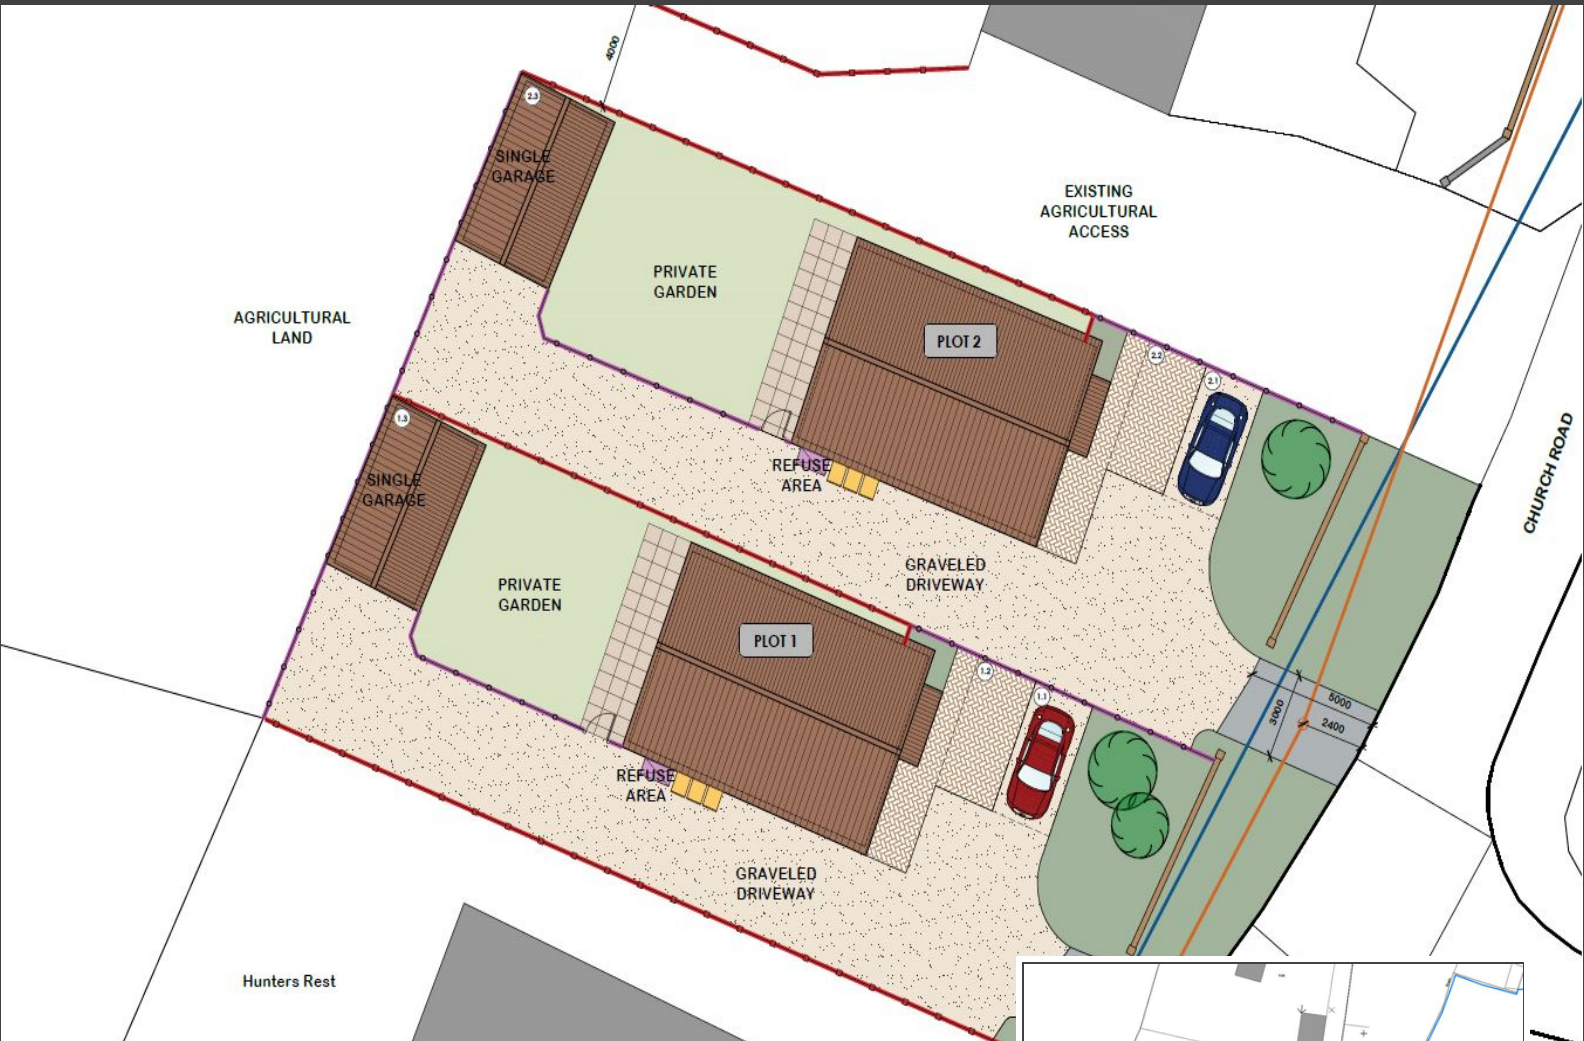 4000
2.3
SINGLE
GARAGE
EXISTING
AGRICULTURAL
ACCESS
PRIVATE
GARDEN
AGRICULTURAL
LAND
PLOT 2
2.2
2.1
1.3
CHURCH ROAD
REFUSE
AREA
SINGLE
GARAGE
GRAVELED
DRIVEWAY
PRIVATE
GARDEN
PLOT 1
1.2
1.1
5000
3000
2400
REFUSE
AREA
GRAVELED
DRIVEWAY
Hunters Rest